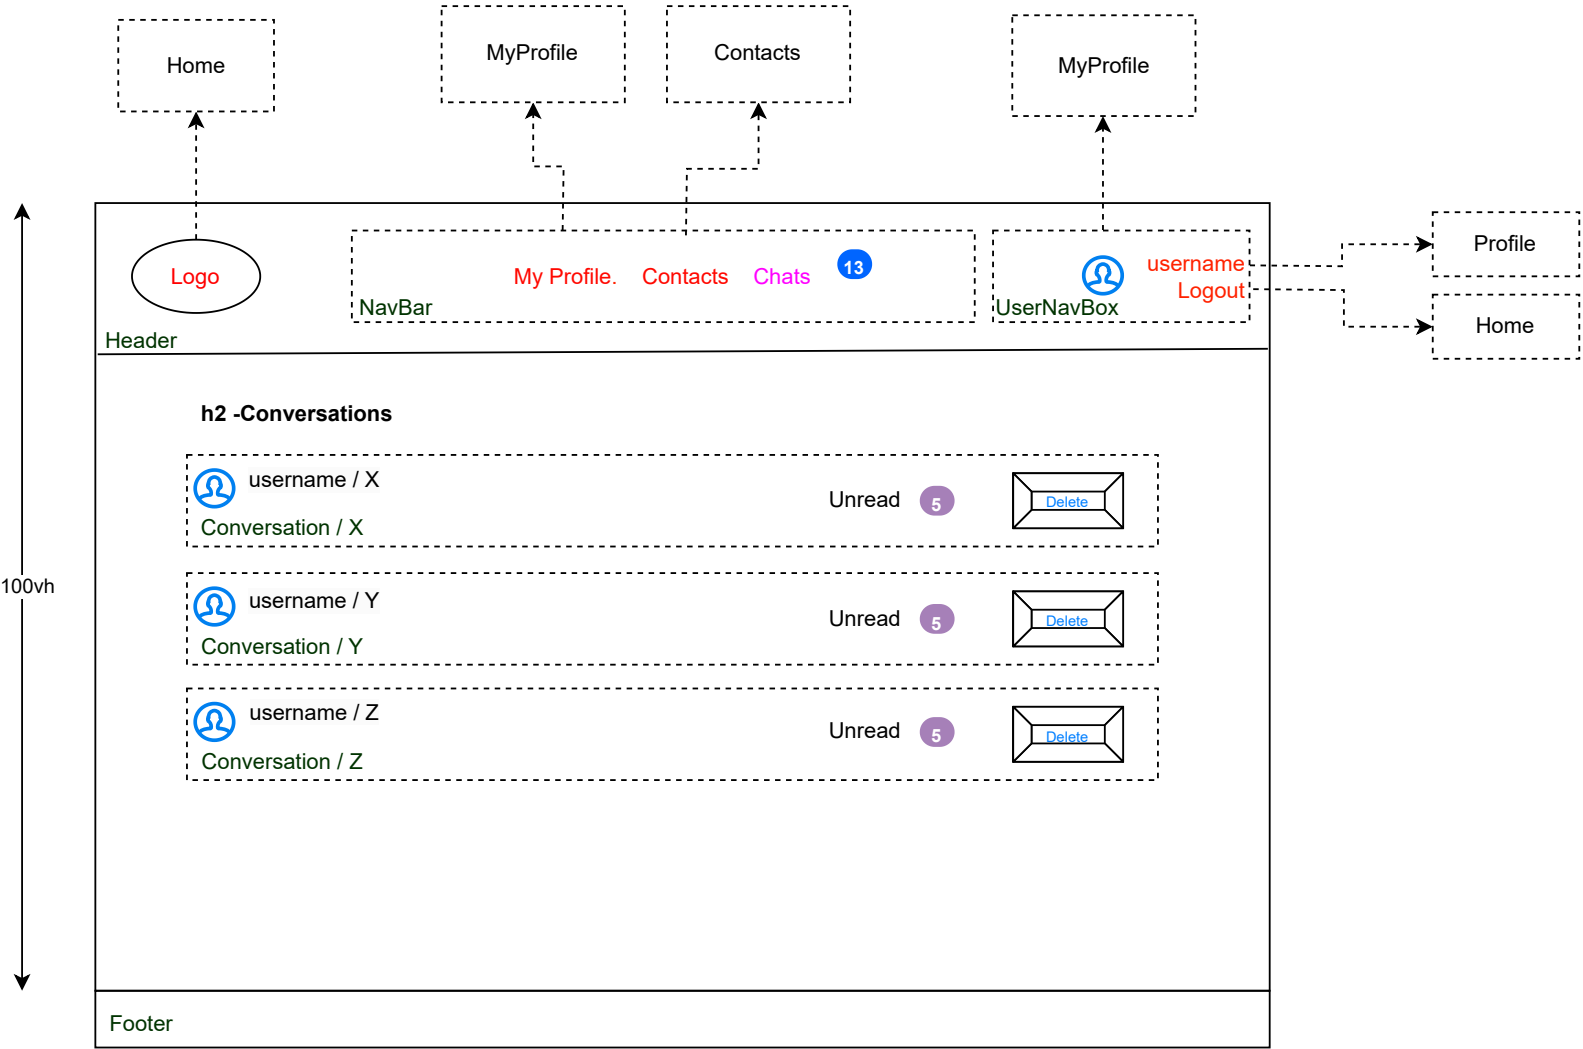 Home
MyProfile
Contacts
MyProfile
Logo
My Profile.
Contacts
Chats
13
NavBar
username
Logout
UserNavBox
Profile
Home
Header
h2 -Conversations
username / X
Unread
5
Delete
Conversation / X
100vh
username / Y
Unread
5
Delete
Conversation / Y
username / Z
Unread
5
Delete
Conversation / Z
Footer